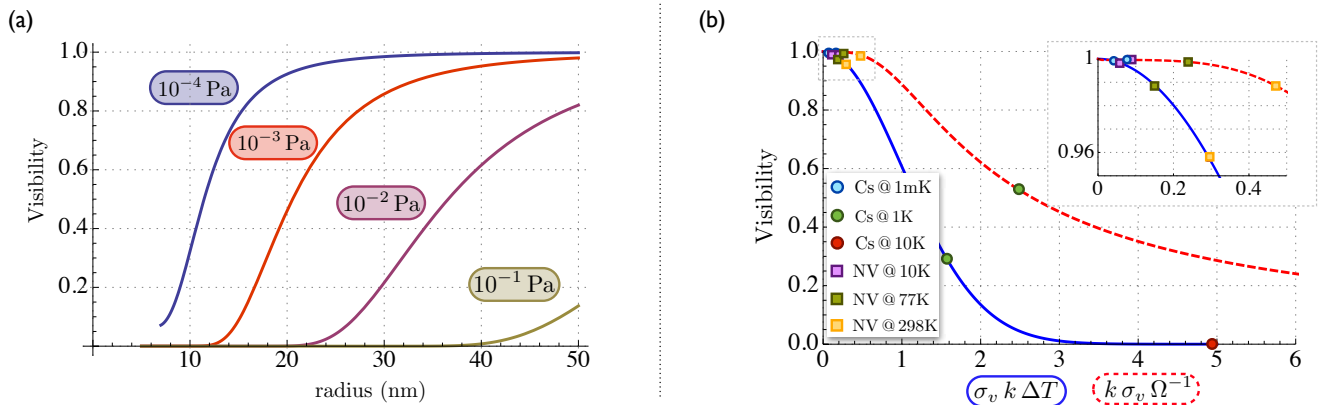 (a)
1.0
0.8
0.6
0.4
0.2
Visibility
10⁻⁴ Pa
10⁻³ Pa
10⁻² Pa
10⁻¹ Pa
0
10
20
30
40
50
radius (nm)
(b)
1.0
0.8
0.6
0.4
0.2
0.0
Visibility
Cs @ 1mK
Cs @ 1K
Cs @ 10K
NV @ 10K
NV @ 77K
NV @ 298K
1
0.96
0
0.2
0.4
0
1
2
3
4
5
6
σᵥ k ΔT
k σᵥ Ω⁻¹